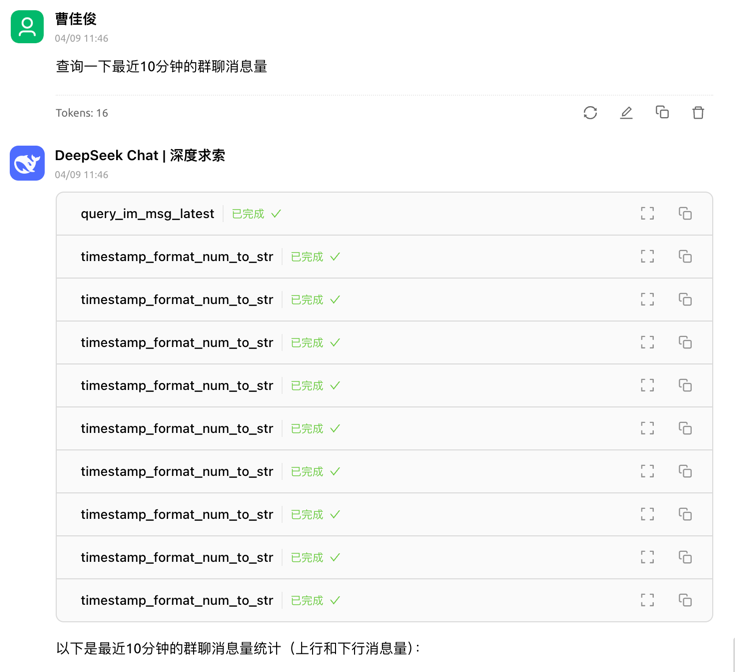 曹佳俊
04/09 11:46
查询一下最近10分钟的群聊消息量
Tokens: 16
DeepSeek Chat | 深度求索
04/09 11:46
query_im_msg_latest 已完成
timestamp_format_num_to_str 已完成
timestamp_format_num_to_str 已完成
timestamp_format_num_to_str 已完成
timestamp_format_num_to_str 已完成
timestamp_format_num_to_str 已完成
timestamp_format_num_to_str 已完成
timestamp_format_num_to_str 已完成
timestamp_format_num_to_str 已完成
timestamp_format_num_to_str 已完成
以下是最近10分钟的群聊消息量统计（上行和下行消息量）：